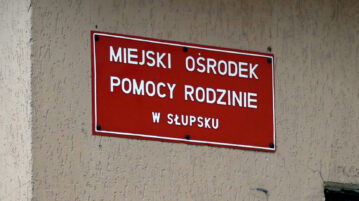 MIEJSKI OŚRODEK
POMOCY RODZINIE
W SŁUPSKU